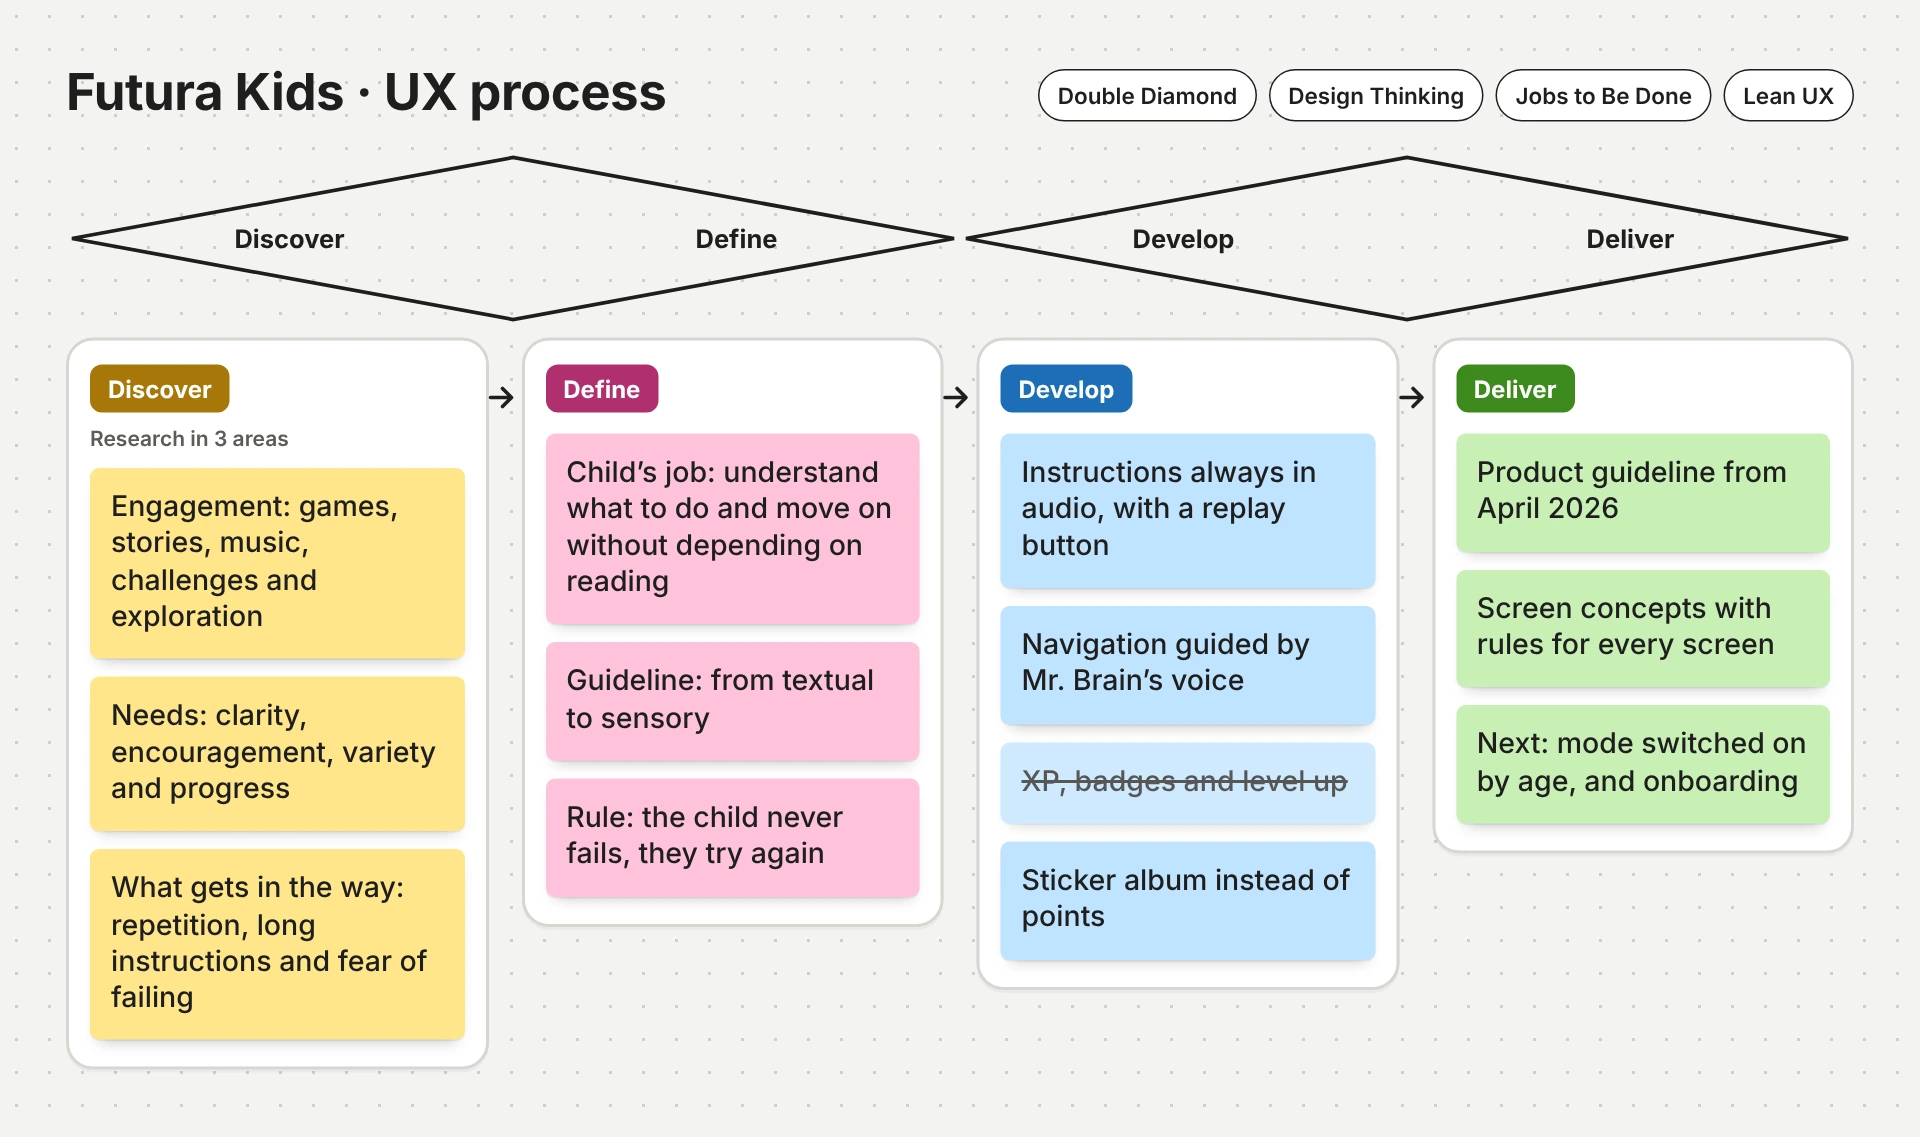 Futura Kids · UX process
Double Diamond
Design Thinking
Jobs to Be Done
Lean UX
Discover
Define
Develop
Deliver
Discover
Research in 3 areas
Engagement: games,
stories, music,
challenges and
exploration
Needs: clarity,
encouragement, variety
and progress
What gets in the way:
repetition, long
instructions and fear of
failing
Define
Child’s job: understand
what to do and move on
without depending on
reading
Guideline: from textual
to sensory
Rule: the child never
fails, they try again
Develop
Instructions always in
audio, with a replay
button
Navigation guided by
Mr. Brain’s voice
XP, badges and level up
Sticker album instead of
points
Deliver
Product guideline from
April 2026
Screen concepts with
rules for every screen
Next: mode switched on
by age, and onboarding